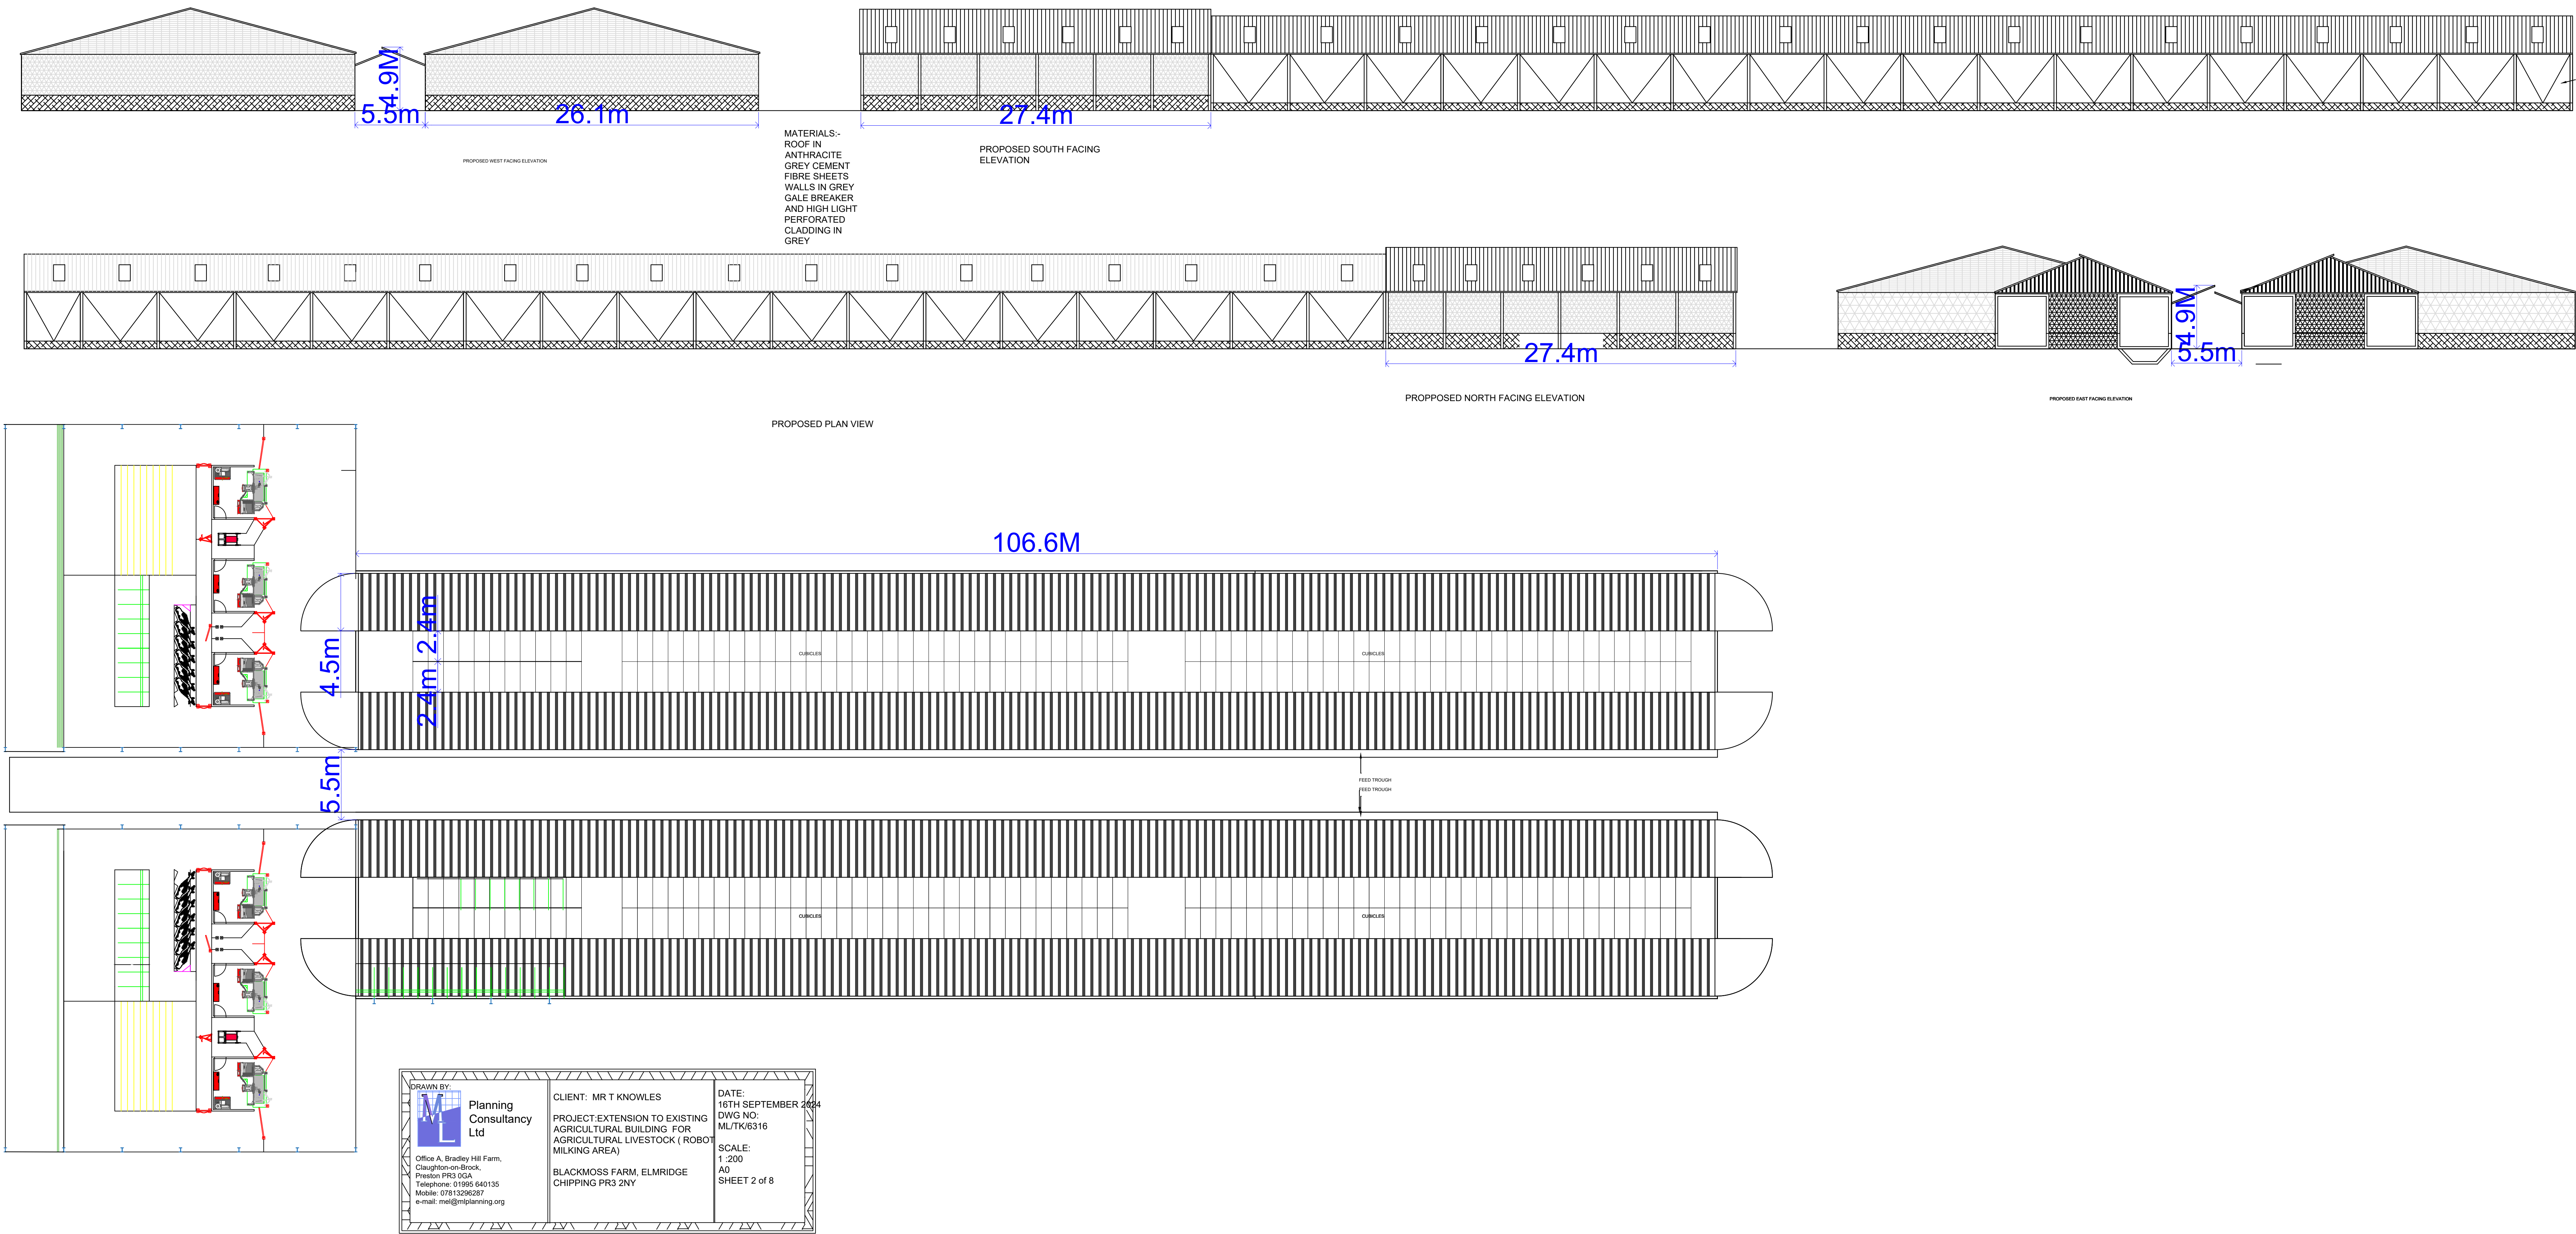 4.9M
5.5m
26.1m
27.4m
PROPOSED WEST FACING ELEVATION
MATERIALS:-
ROOF IN
ANTHRACITE
GREY CEMENT
FIBRE SHEETS
WALLS IN GREY
GALE BREAKER
AND HIGH LIGHT
PERFORATED
CLADDING IN
GREY
PROPOSED SOUTH FACING
ELEVATION
27.4m
4.9M
5.5m
PROPPOSED NORTH FACING ELEVATION
PROPOSED EAST FACING ELEVATION
PROPOSED PLAN VIEW
106.6M
2.4m
4.5m
2.4m
CUBICLES
CUBICLES
5.5m
FEED TROUGH
FEED TROUGH
CUBICLES
CUBICLES
DRAWN BY:
ML
Planning
Consultancy
Ltd
Office A, Bradley Hill Farm,
Claughton-on-Brock,
Preston PR3 0GA
Telephone: 01995 640135
Mobile: 07813296287
e-mail: mel@mlplanning.org
CLIENT: MR T KNOWLES
PROJECT:EXTENSION TO EXISTING
AGRICULTURAL BUILDING FOR
AGRICULTURAL LIVESTOCK ( ROBOT
MILKING AREA)
BLACKMOSS FARM, ELMRIDGE
CHIPPING PR3 2NY
DATE:
16TH SEPTEMBER 2024
DWG NO:
ML/TK/6316
SCALE:
1 :200
A0
SHEET 2 of 8